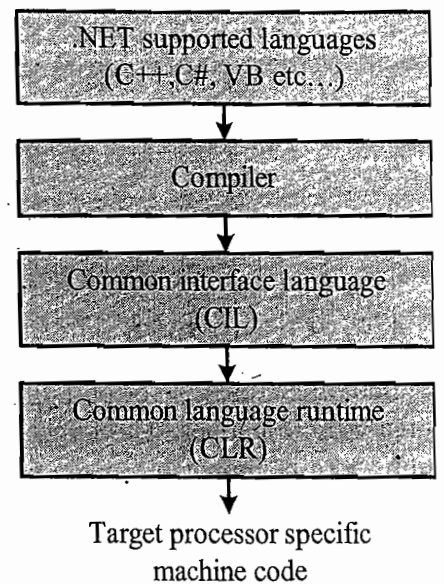 .NET supported languages
(C++,C#, VB etc...)
Compiler
Common interface language
(CIL)
Common language runtime
(CLR)
Target processor specific
machine code